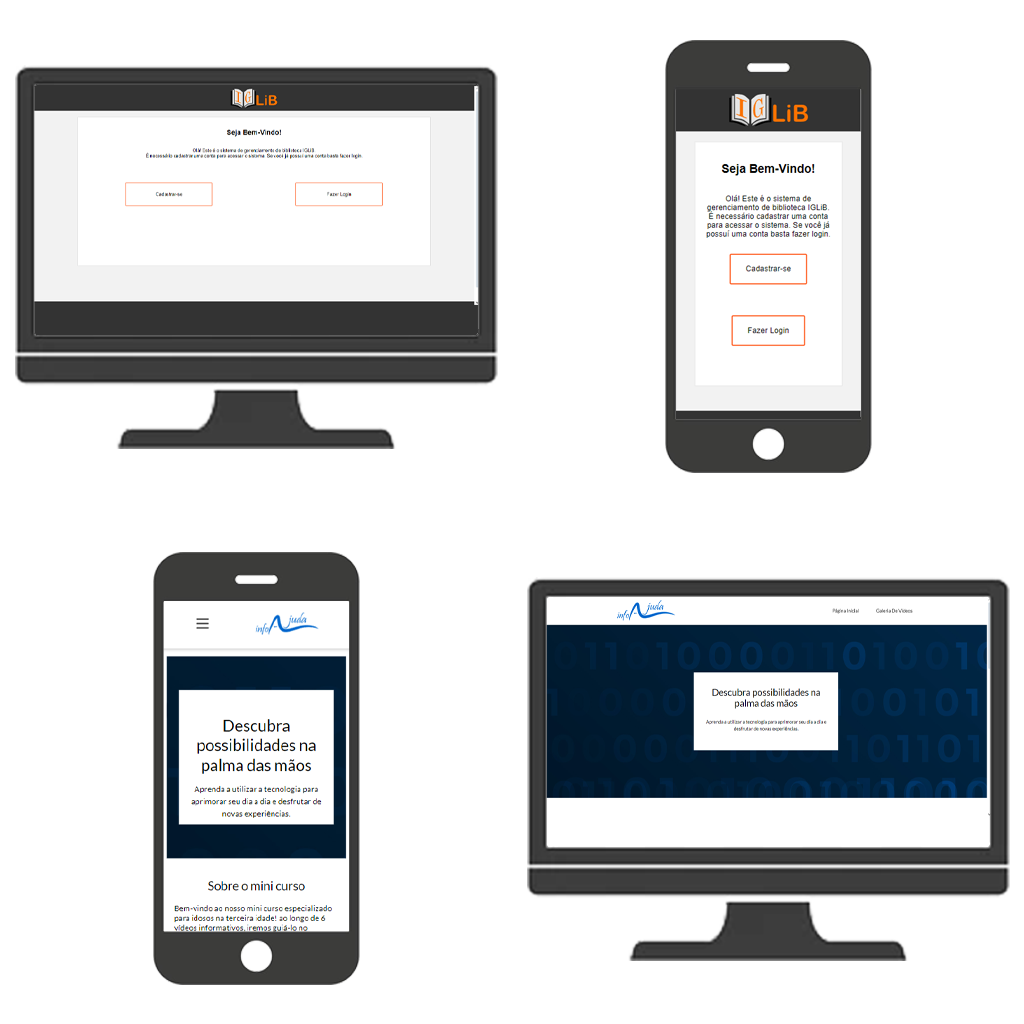 IG LiB
Seja Bem-Vindo!
Olá! Este é o sistema de gerenciamento de biblioteca IGLiB.
É necessário cadastrar uma conta para acessar o sistema. Se você já possuí uma conta basta fazer login.
Cadastrar-se
Fazer Login
IG LiB
Seja Bem-Vindo!
Olá! Este é o sistema de
gerenciamento de biblioteca IGLiB.
É necessário cadastrar uma conta
para acessar o sistema. Se você já
possuí uma conta basta fazer login.
Cadastrar-se
Fazer Login
infoAjuda
Descubra
possibilidades na
palma das mãos
Aprenda a utilizar a tecnologia para
aprimorar seu dia a dia e desfrutar de
novas experiências.
Sobre o mini curso
Bem-vindo ao nosso mini curso especializado
para idosos na terceira idade! ao longo de 6
vídeos informativos, iremos guiá-lo no
infoAjuda
Página Inicial
Galeria De Vídeos
Descubra possibilidades na
palma das mãos
Aprenda a utilizar a tecnologia para aprimorar seu dia a dia e
desfrutar de novas experiências.